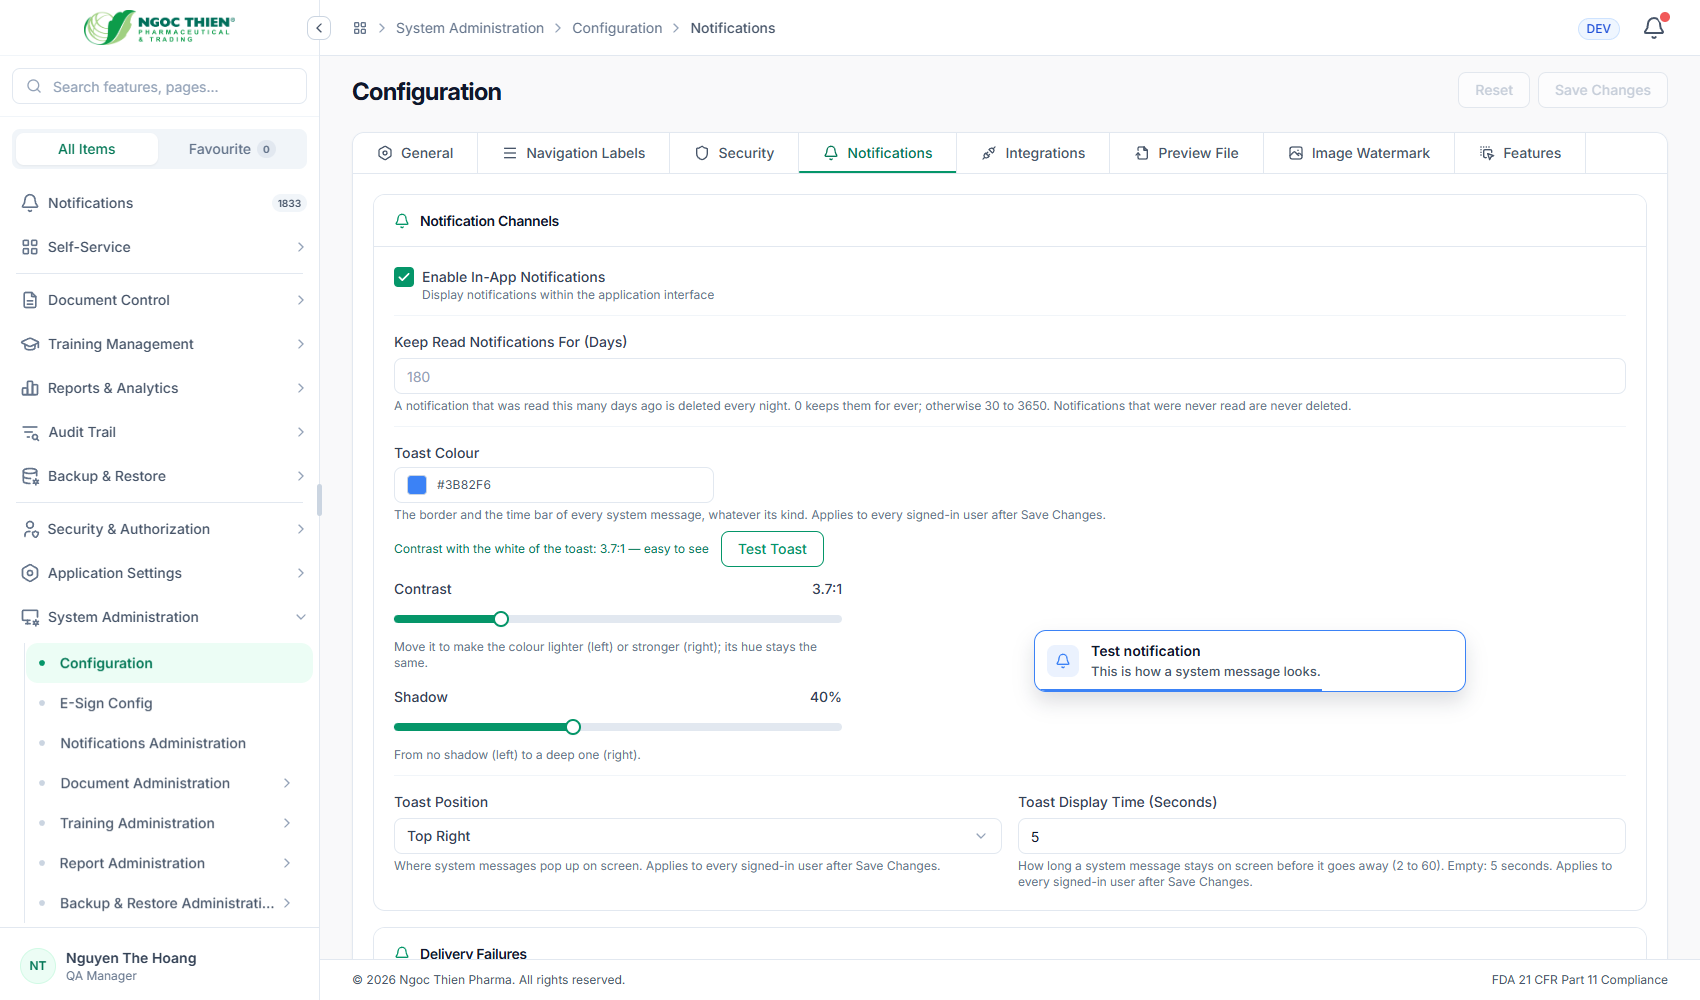 NGOC THIEN®
PHARMACEUTICAL
& TRADING
System Administration
Configuration
Notifications
DEV
Search features, pages...
All Items
Favourite 0
Notifications 1833
Self-Service
Document Control
Training Management
Reports & Analytics
Audit Trail
Backup & Restore
Security & Authorization
Application Settings
System Administration
Configuration
E-Sign Config
Notifications Administration
Document Administration
Training Administration
Report Administration
Backup & Restore Administrati...
NT
Nguyen The Hoang
QA Manager
Configuration
Reset
Save Changes
General
Navigation Labels
Security
Notifications
Integrations
Preview File
Image Watermark
Features
Notification Channels
Enable In-App Notifications
Display notifications within the application interface
Keep Read Notifications For (Days)
180
A notification that was read this many days ago is deleted every night. 0 keeps them for ever; otherwise 30 to 3650. Notifications that were never read are never deleted.
Toast Colour
#3B82F6
The border and the time bar of every system message, whatever its kind. Applies to every signed-in user after Save Changes.
Contrast with the white of the toast: 3.7:1 — easy to see
Test Toast
Contrast 3.7:1
Move it to make the colour lighter (left) or stronger (right); its hue stays the
same.
Shadow 40%
From no shadow (left) to a deep one (right).
Test notification
This is how a system message looks.
Toast Position
Top Right
Where system messages pop up on screen. Applies to every signed-in user after Save Changes.
Toast Display Time (Seconds)
5
How long a system message stays on screen before it goes away (2 to 60). Empty: 5 seconds. Applies to
every signed-in user after Save Changes.
Delivery Failures
© 2026 Ngoc Thien Pharma. All rights reserved.
FDA 21 CFR Part 11 Compliance